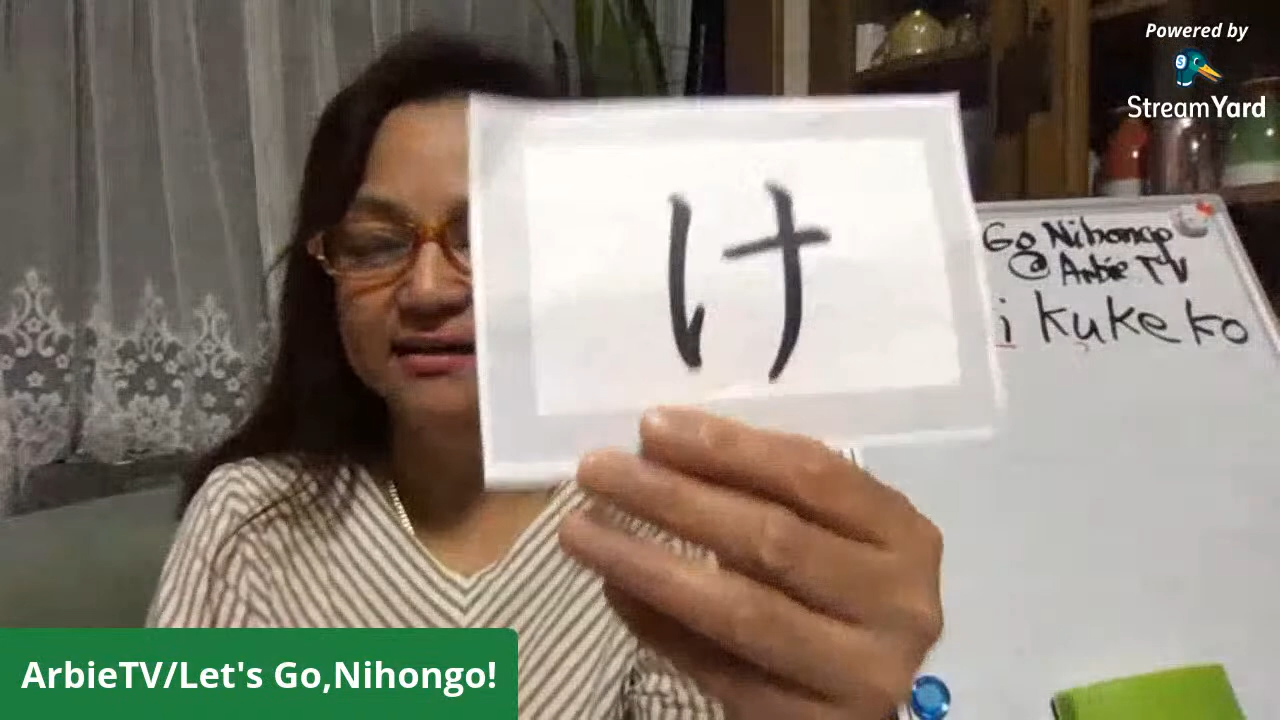 Powered by
StreamYard
け
Go Nihongo
@ Arbie TV
i ku ke ko
ArbieTV/Let's Go,Nihongo!